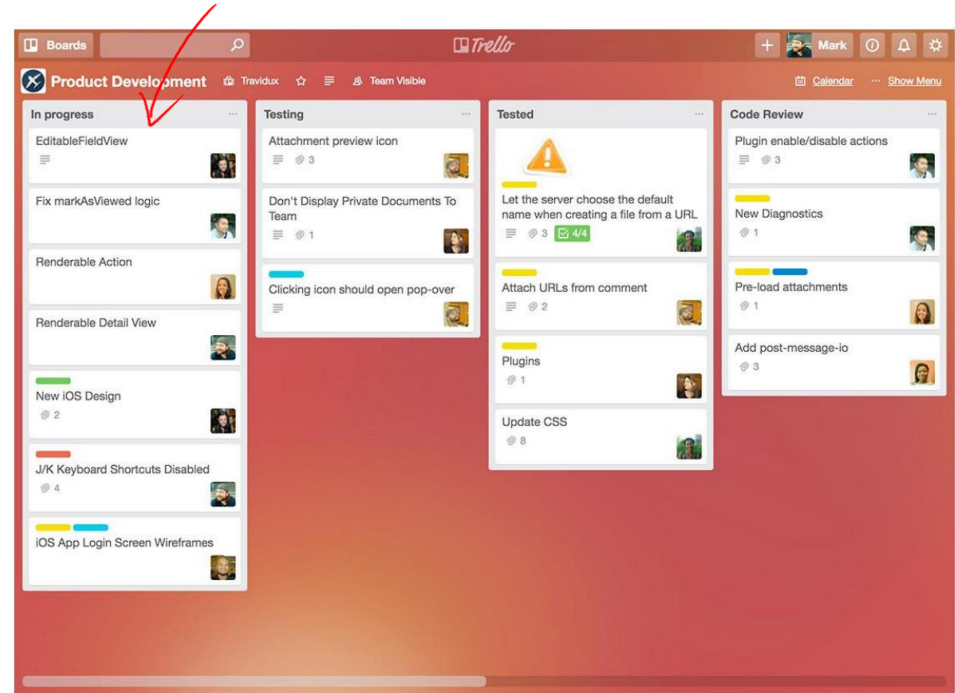 Boards
Trello
Mark
Product Development
Travidux
Team Visible
Calendar
Show Menu
In progress
EditableFieldView
Fix markAsViewed logic
Renderable Action
Renderable Detail View
New iOS Design
2
J/K Keyboard Shortcuts Disabled
4
iOS App Login Screen Wireframes
Testing
Attachment preview icon
3
Don't Display Private Documents To
Team
1
Clicking icon should open pop-over
Tested
Let the server choose the default
name when creating a file from a URL
3 4/4
Attach URLs from comment
2
Plugins
1
Update CSS
8
Code Review
Plugin enable/disable actions
3
New Diagnostics
1
Pre-load attachments
1
Add post-message-io
3